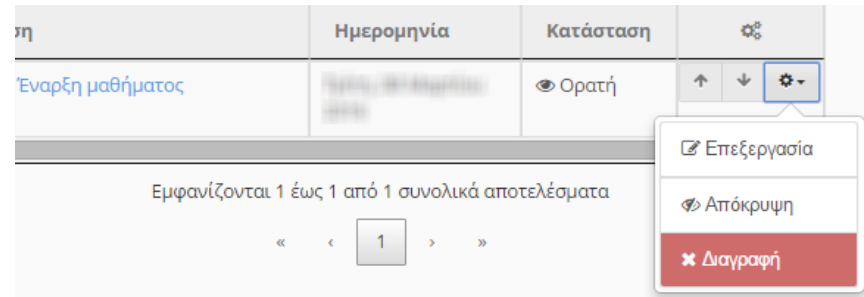 ση Ημερομηνία Κατάσταση
Έναρξη μαθήματος Ορατή
Επεξεργασία
Εμφανίζονται 1 έως 1 από 1 συνολικά αποτελέσματα
Απόκρυψη
« ‹ 1 › »
Διαγραφή